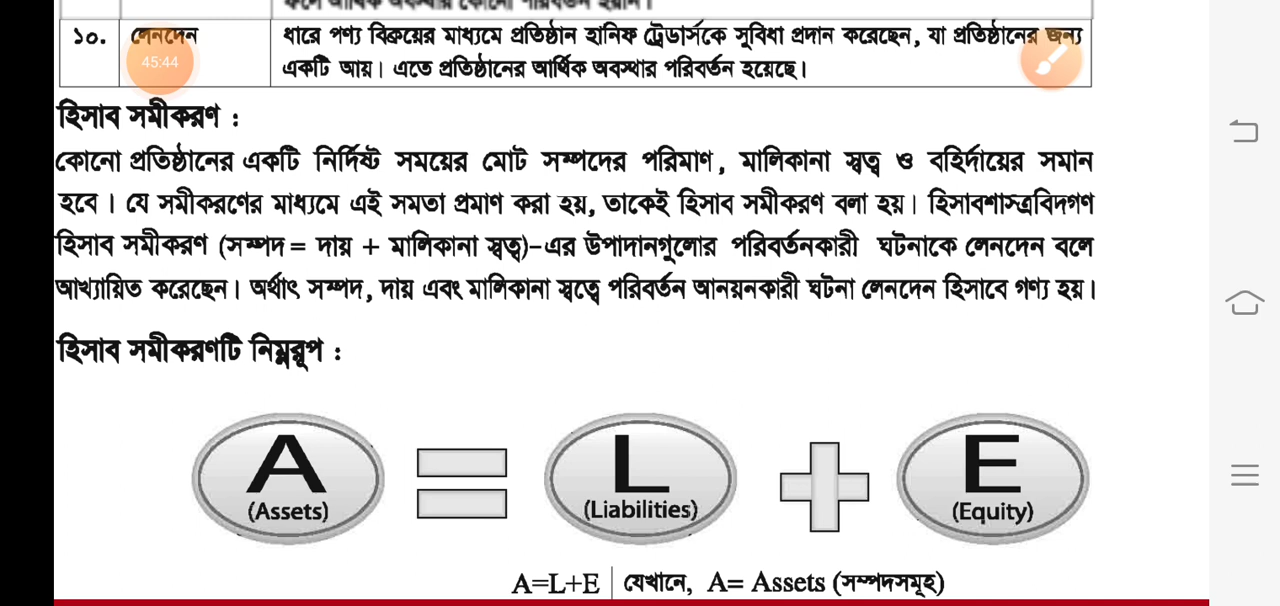 ১০. লেনদেন ধারে পণ্য বিক্রয়ের মাধ্যমে প্রতিষ্ঠান হানিফ ট্রেডার্সকে সুবিধা প্রদান করেছেন, যা প্রতিষ্ঠানের জন্য
45:44
একটি আয়। এতে প্রতিষ্ঠানের আর্থিক অবস্থার পরিবর্তন হয়েছে।
হিসাব সমীকরণ :
কোনো প্রতিষ্ঠানের একটি নির্দিষ্ট সময়ের মোট সম্পদের পরিমাণ, মালিকানা স্বত্ব ও বহির্দায়ের সমান
হবে। যে সমীকরণের মাধ্যমে এই সমতা প্রমাণ করা হয়, তাকেই হিসাব সমীকরণ বলা হয়। হিসাবশাস্ত্রবিদগণ
হিসাব সমীকরণ (সম্পদ = দায় + মালিকানা স্বত্ব)-এর উপাদানগুলোর পরিবর্তনকারী ঘটনাকে লেনদেন বলে
আখ্যায়িত করেছেন। অর্থাৎ সম্পদ, দায় এবং মালিকানা স্বত্বে পরিবর্তন আনয়নকারী ঘটনা লেনদেন হিসাবে গণ্য হয়।
হিসাব সমীকরণটি নিম্নরূপ :
A = L + E
(Assets) (Liabilities) (Equity)
A=L+E | যেখানে, A= Assets (সম্পদসমূহ)